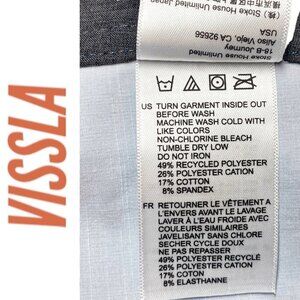 VISSLA
(株) Stoke House Unlimited Japan
Stoke House Unlimited
18-B Journey
Aliso Viejo, CA 92656
USA
US TURN GARMENT INSIDE OUT
BEFORE WASH
MACHINE WASH COLD WITH
LIKE COLORS
NON-CHLORINE BLEACH
TUMBLE DRY LOW
DO NOT IRON
49% RECYCLED POLYESTER
26% POLYESTER CATION
17% COTTON
8% SPANDEX
FR RETOURNER LE VÊTEMENT À
L'ENVERS AVANT LE LAVAGE
LAVER À L'EAU FROIDE AVEC
COULEURS SIMILAIRES
JAVELISANT SANS CHLORE
SECHER CYCLE DOUX
NE PAS REPASSER
49% POLYESTER RECYCLÉ
26% POLYESTER CATION
17% COTON
8% ELASTHANNE